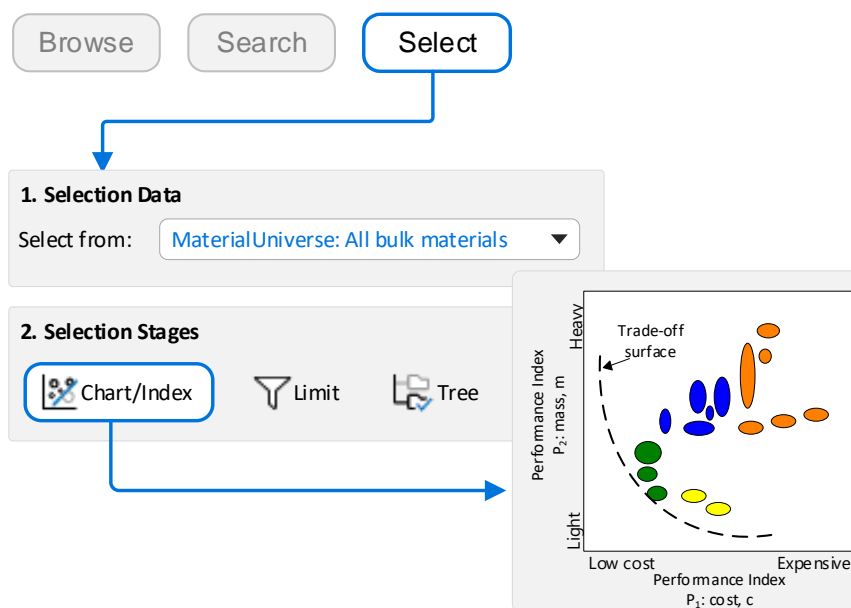 Browse
Search
Select
1. Selection Data
Select from:
MaterialUniverse: All bulk materials
2. Selection Stages
Chart/Index
Limit
Tree
Heavy
Light
Performance Index
P₂: mass, m
Trade-off
surface
Low cost
Expensive
Performance Index
P₁: cost, c